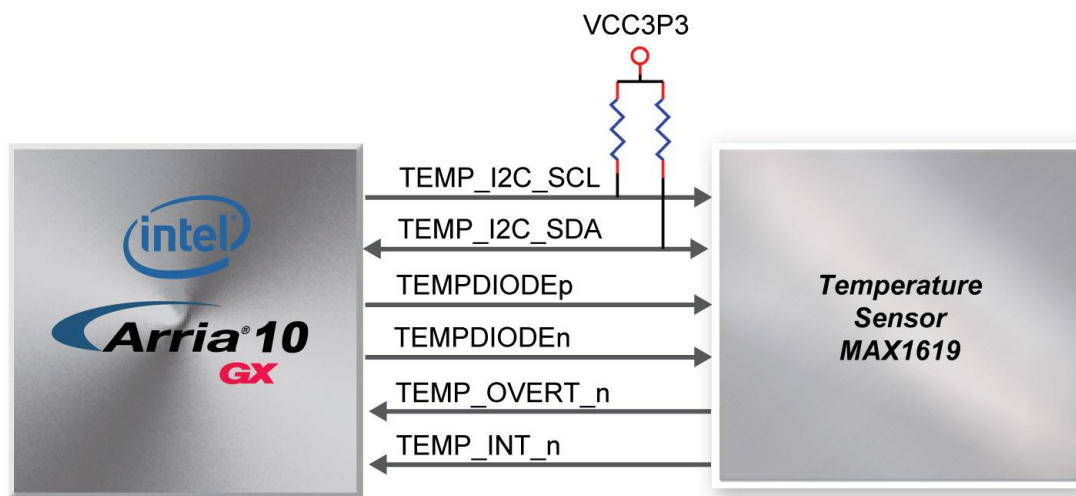 VCC3P3
TEMP_I2C_SCL
TEMP_I2C_SDA
TEMPDIODEp
TEMPDIODEn
TEMP_OVERT_n
TEMP_INT_n
intel®
Arria® 10
GX
Temperature
Sensor
MAX1619